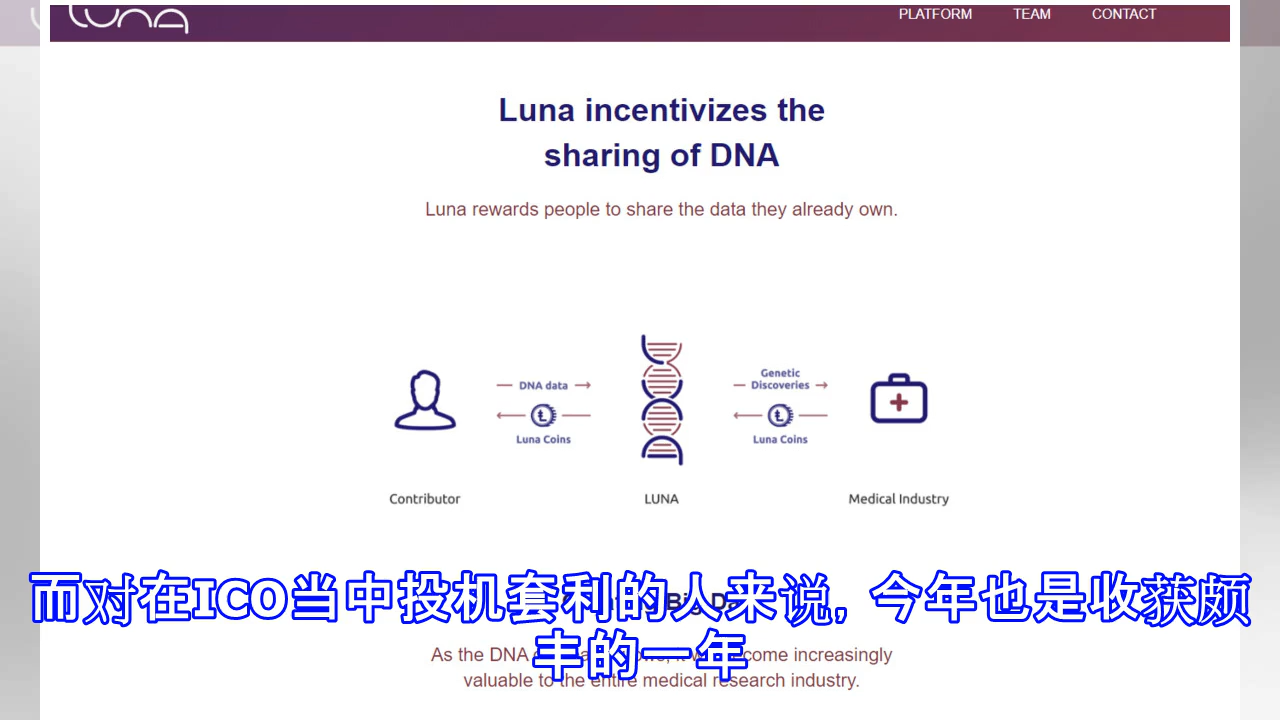 Luna
PLATFORM TEAM CONTACT
Luna incentivizes the
sharing of DNA
Luna rewards people to share the data they already own.
DNA data
Luna Coins
Genetic
Discoveries
Luna Coins
Contributor
LUNA
Medical Industry
而对在ICO当中投机套利的人来说，今年也是收获颇
丰的一年
As the DNA come increasingly
valuable to the entire medical research industry.